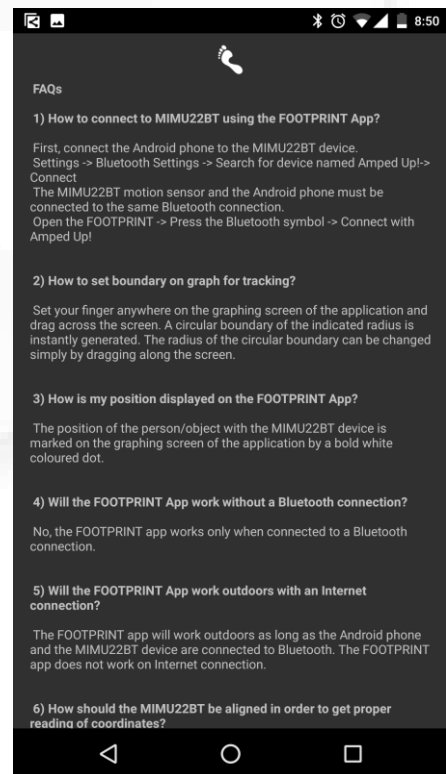 8:50
FAQs
1) How to connect to MIMU22BT using the FOOTPRINT App?
First, connect the Android phone to the MIMU22BT device.
Settings -> Bluetooth Settings -> Search for device named Amped Up!->
Connect
The MIMU22BT motion sensor and the Android phone must be
connected to the same Bluetooth connection.
Open the FOOTPRINT -> Press the Bluetooth symbol -> Connect with
Amped Up!
2) How to set boundary on graph for tracking?
Set your finger anywhere on the graphing screen of the application and
drag across the screen. A circular boundary of the indicated radius is
instantly generated. The radius of the circular boundary can be changed
simply by dragging along the screen.
3) How is my position displayed on the FOOTPRINT App?
The position of the person/object with the MIMU22BT device is
marked on the graphing screen of the application by a bold white
coloured dot.
4) Will the FOOTPRINT App work without a Bluetooth connection?
No, the FOOTPRINT app works only when connected to a Bluetooth
connection.
5) Will the FOOTPRINT App work outdoors with an Internet
connection?
The FOOTPRINT app will work outdoors as long as the Android phone
and the MIMU22BT device are connected to Bluetooth. The FOOTPRINT
app does not work on Internet connection.
6) How should the MIMU22BT be aligned in order to get proper
reading of coordinates?